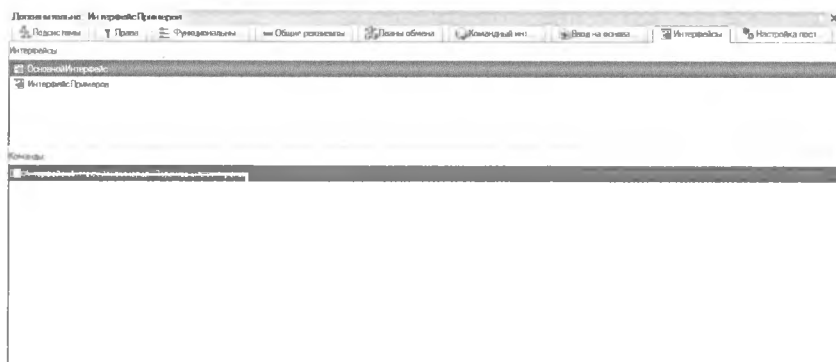 Дополнительно: ИнтерфейсПримеров
Подсистемы Права Функциональны... Общие реквизиты Планы обмена Командный инт... Ввод на основа... Интерфейсы Настройка пост...
Интерфейсы
ОсновнойИнтерфейс
ИнтерфейсПримеров
Команды: